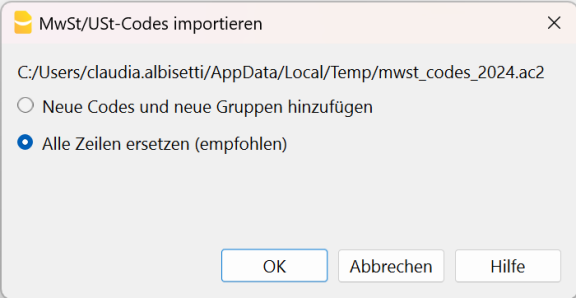 MwSt/USt-Codes importieren
C:/Users/claudia.albisetti/AppData/Local/Temp/mwst_codes_2024.ac2
Neue Codes und neue Gruppen hinzufügen
Alle Zeilen ersetzen (empfohlen)
OK Abbrechen Hilfe